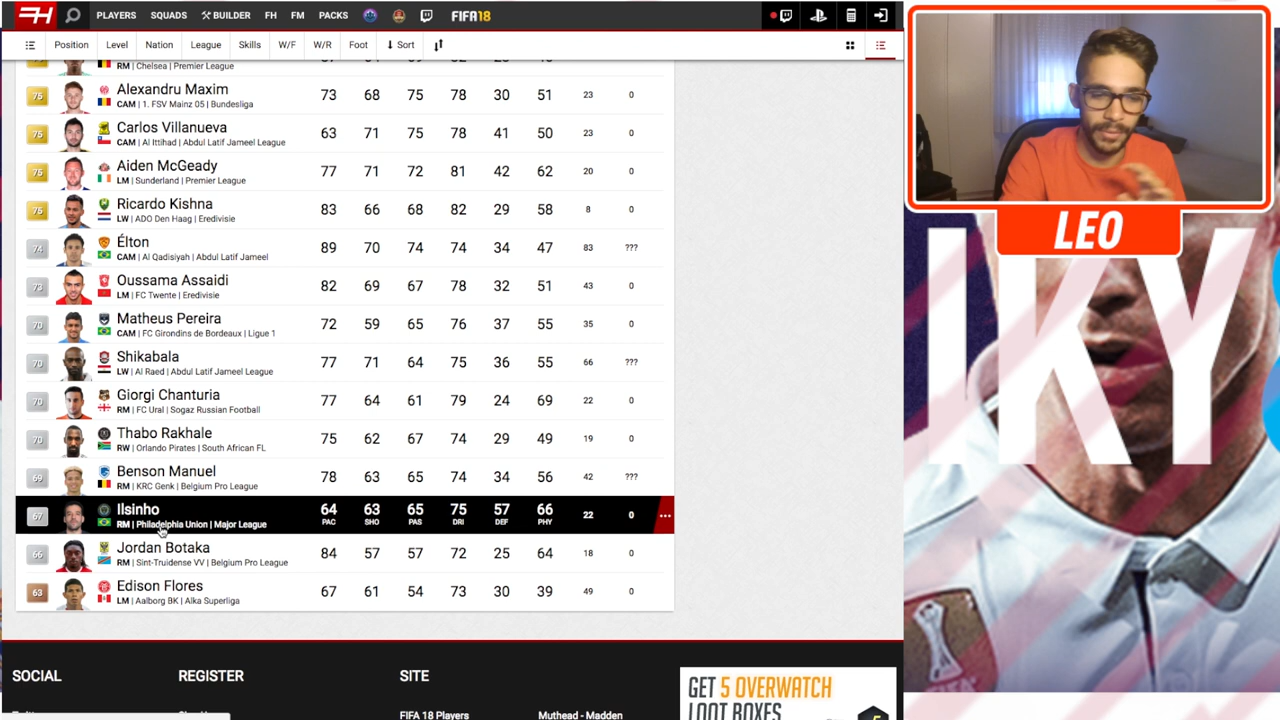 PLAYERS SQUADS BUILDER FH FM PACKS FIFA18
Position Level Nation League Skills W/F W/R Foot Sort
RM | Chelsea | Premier League
75 Alexandru Maxim 73 68 75 78 30 51 23 0
CAM | 1. FSV Mainz 05 | Bundesliga
75 Carlos Villanueva 63 71 75 78 41 50 23 0
CAM | Al Ittihad | Abdul Latif Jameel League
75 Aiden McGeady 77 71 72 81 42 62 20 0
LM | Sunderland | Premier League
75 Ricardo Kishna 83 66 68 82 29 58 8 0
LW | ADO Den Haag | Eredivisie
74 Élton 89 70 74 74 34 47 83 ???
CAM | Al Qadisiyah | Abdul Latif Jameel
73 Oussama Assaidi 82 69 67 78 32 51 43 0
LM | FC Twente | Eredivisie
70 Matheus Pereira 72 59 65 76 37 55 35 0
CAM | FC Girondins de Bordeaux | Ligue 1
70 Shikabala 77 71 64 75 36 55 66 ???
LW | Al Raed | Abdul Latif Jameel League
70 Giorgi Chanturia 77 64 61 79 24 69 22 0
RM | FC Ural | Sogaz Russian Football
70 Thabo Rakhale 75 62 67 74 29 49 19 0
RW | Orlando Pirates | South African FL
69 Benson Manuel 78 63 65 74 34 56 42 ???
RM | KRC Genk | Belgium Pro League
67 Ilsinho 64 63 65 75 57 66 22 0
RM | Philadelphia Union | Major League PAC SHO PAS DRI DEF PHY
66 Jordan Botaka 84 57 57 72 25 64 18 0
RM | Sint-Truidense VV | Belgium Pro League
63 Edison Flores 67 61 54 73 30 39 49 0
LM | Aalborg BK | Alka Superliga
SOCIAL REGISTER SITE
FIFA 18 Players Muthead - Madden
GET 5 OVERWATCH
LOOT BOXES
LEO
IKY